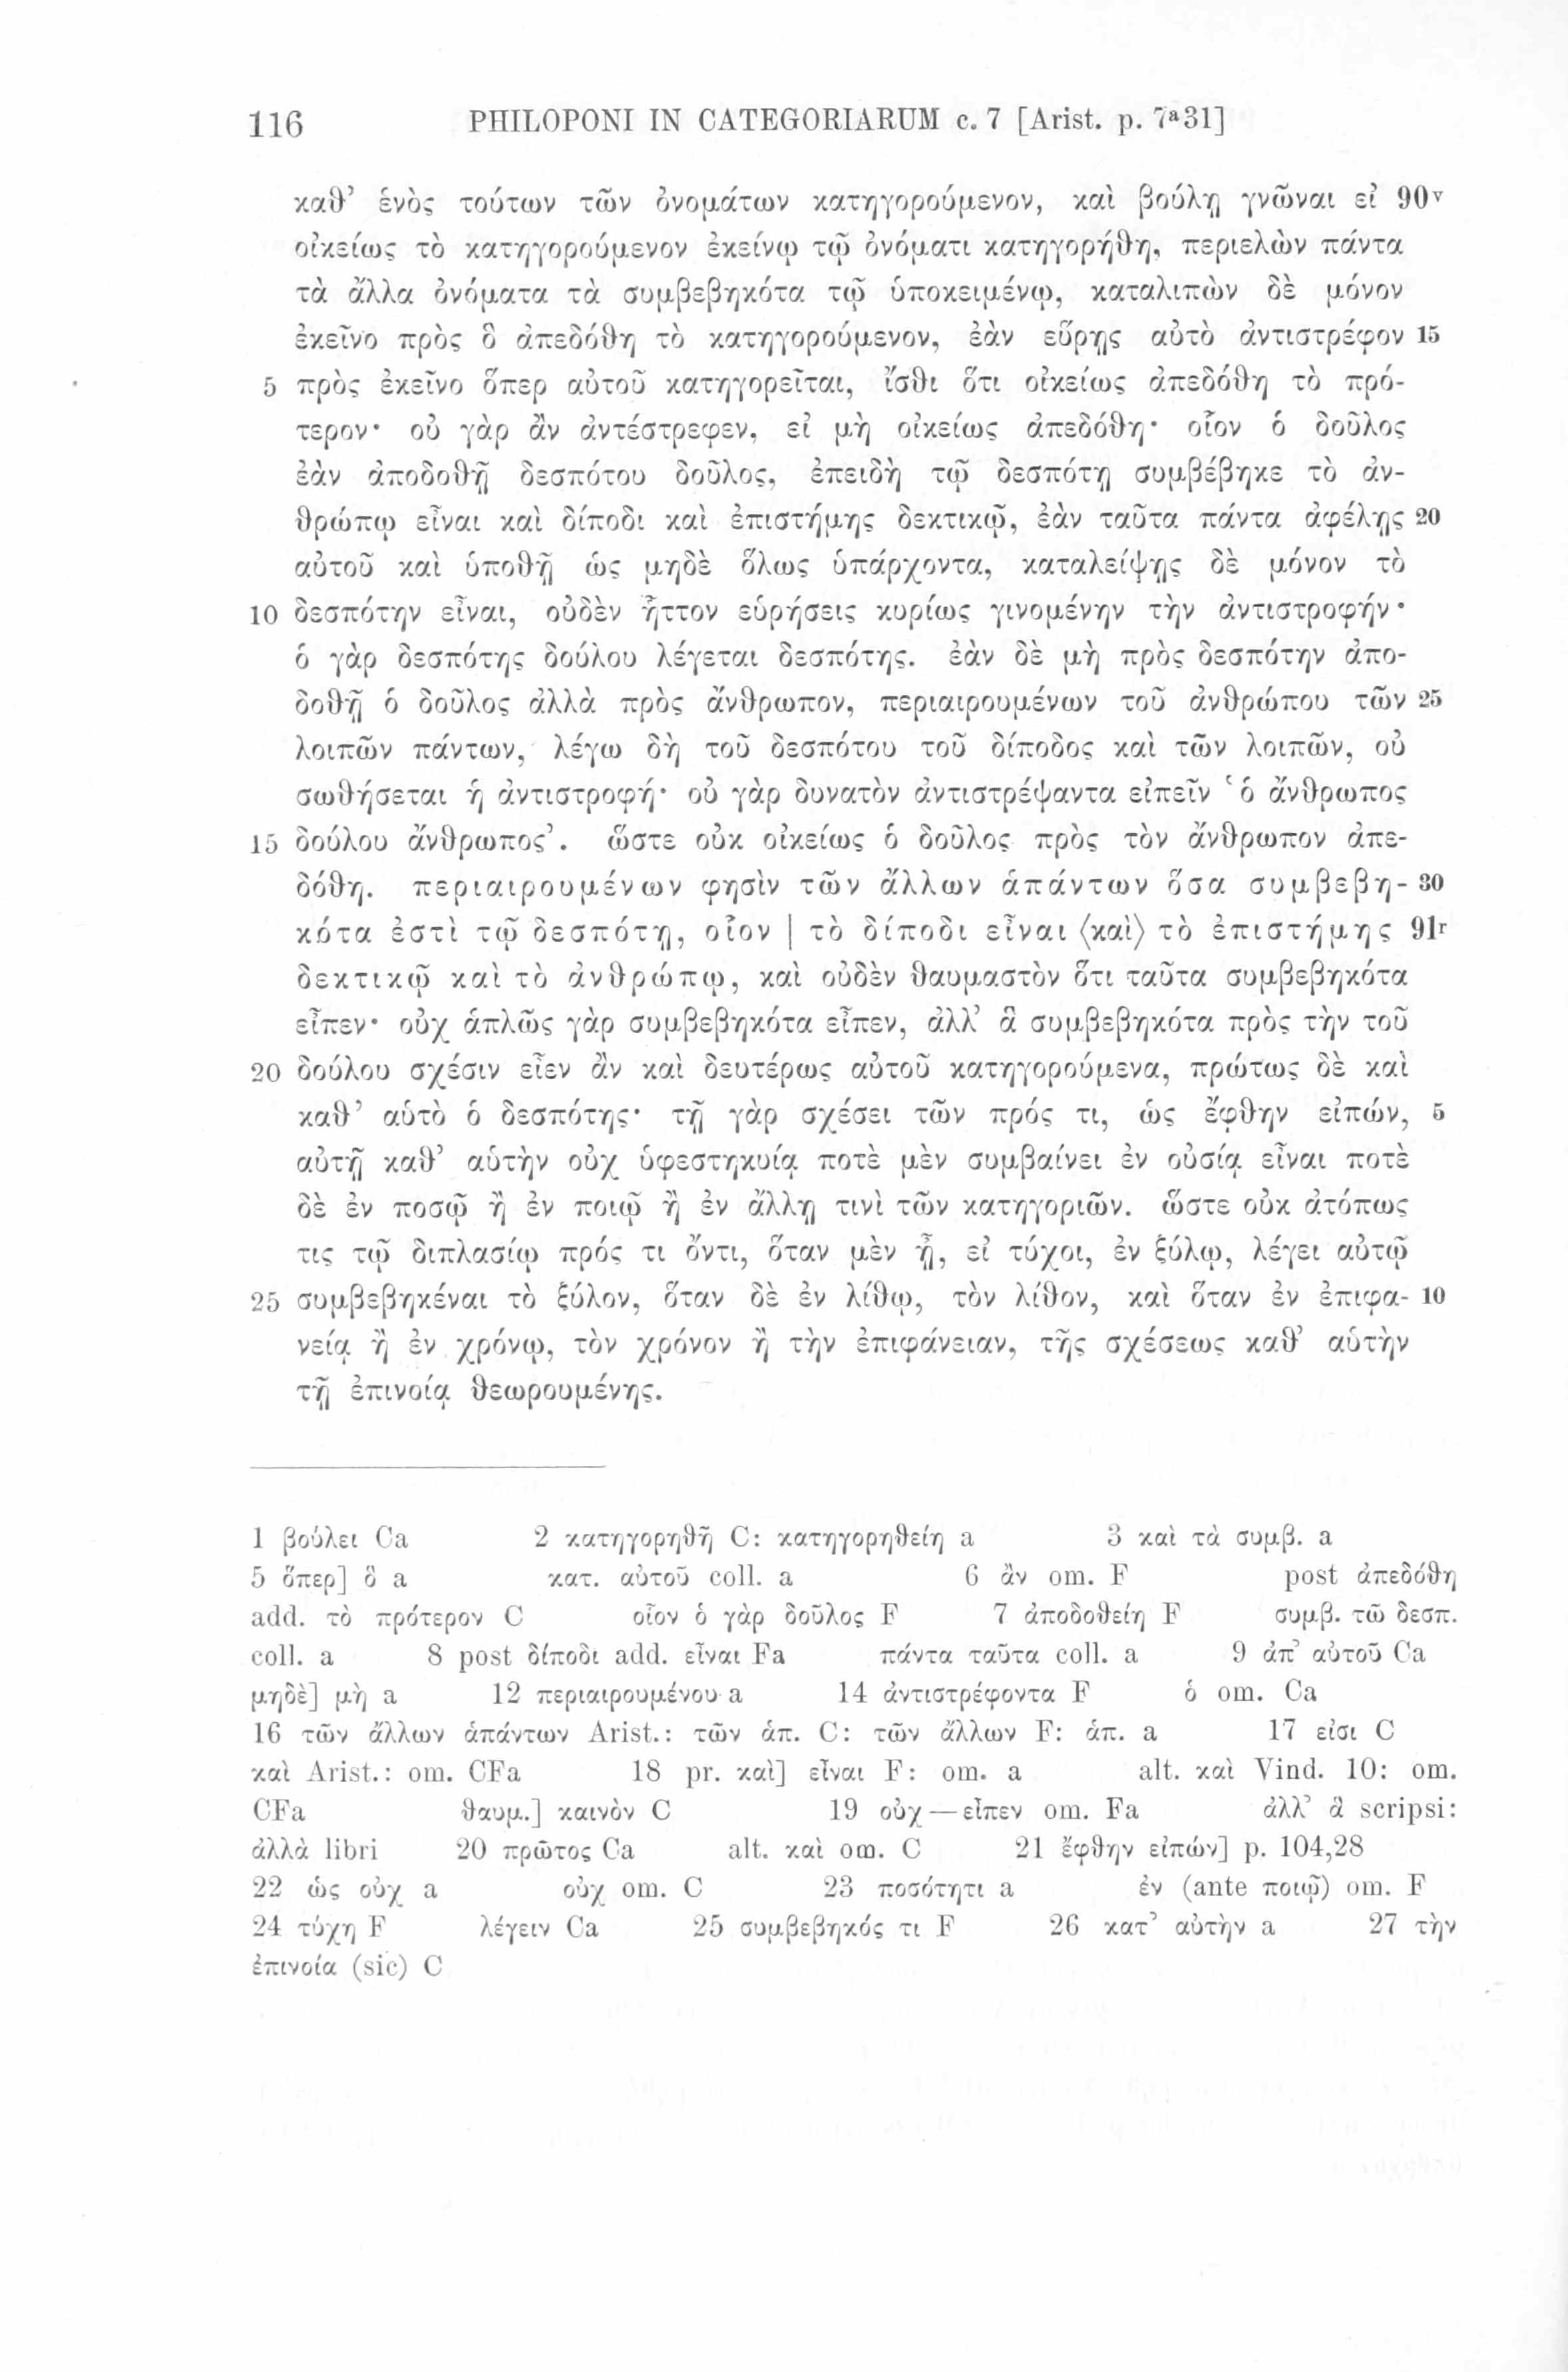 116 PHILOPONI IN CATEGORIARUM c. 7 [Arist. p. 7ª31]
καθ’ ἑνὸς τούτων τῶν ὀνομάτων κατηγορούμενον, καὶ βούλῃ γνῶναι εἰ 90ᵛ
οἰκείως τὸ κατηγορούμενον ἐκείνῳ τῷ ὀνόματι κατηγορήθη, περιελὼν πάντα
τὰ ἄλλα ὀνόματα τὰ συμβεβηκότα τῷ ὑποκειμένῳ, καταλιπὼν δὲ μόνον
ἐκεῖνο πρὸς ὃ ἀπεδόθη τὸ κατηγορούμενον, ἐὰν εὕρῃς αὐτὸ ἀντιστρέφον 15
5 πρὸς ἐκεῖνο ὅπερ αὐτοῦ κατηγορεῖται, ἴσθι ὅτι οἰκείως ἀπεδόθη τὸ πρό-
τερον· οὐ γὰρ ἂν ἀντέστρεφεν, εἰ μὴ οἰκείως ἀπεδόθη· οἷον ὁ δοῦλος
ἐὰν ἀποδοθῇ δεσπότου δοῦλος, ἐπειδὴ τῷ δεσπότῃ συμβέβηκε τὸ ἀν-
θρώπῳ εἶναι καὶ δίποδι καὶ ἐπιστήμης δεκτικῷ, ἐὰν ταῦτα πάντα ἀφέλῃς 20
αὐτοῦ καὶ ὑποθῇ ὡς μηδὲ ὅλως ὑπάρχοντα, καταλείψῃς δὲ μόνον τὸ
10 δεσπότην εἶναι, οὐδὲν ἧττον εὑρήσεις κυρίως γινομένην τὴν ἀντιστροφήν·
ὁ γὰρ δεσπότης δούλου λέγεται δεσπότης. ἐὰν δὲ μὴ πρὸς δεσπότην ἀπο-
δοθῇ ὁ δοῦλος ἀλλὰ πρὸς ἄνθρωπον, περιαιρουμένων τοῦ ἀνθρώπου τῶν 25
λοιπῶν πάντων, λέγω δὴ τοῦ δεσπότου τοῦ δίποδος καὶ τῶν λοιπῶν, οὐ
σωθήσεται ἡ ἀντιστροφή· οὐ γὰρ δυνατὸν ἀντιστρέψαντα εἰπεῖν ‘ὁ ἄνθρωπος
15 δούλου ἄνθρωπος’. ὥστε οὐκ οἰκείως ὁ δοῦλος πρὸς τὸν ἄνθρωπον ἀπε-
δόθη. περιαιρουμένων φησὶν τῶν ἄλλων ἁπάντων ὅσα συμβεβη- 30
κότα ἐστὶ τῷ δεσπότῃ, οἷον | τὸ δίποδι εἶναι ⟨καὶ⟩ τὸ ἐπιστήμης 91ʳ
δεκτικῷ καὶ τὸ ἀνθρώπῳ, καὶ οὐδὲν θαυμαστὸν ὅτι ταῦτα συμβεβηκότα
εἶπεν· οὐχ ἁπλῶς γὰρ συμβεβηκότα εἶπεν, ἀλλ’ ἃ συμβεβηκότα πρὸς τὴν τοῦ
20 δούλου σχέσιν εἶεν ἂν καὶ δευτέρως αὐτοῦ κατηγορούμενα, πρώτως δὲ καὶ
καθ’ αὑτὸ ὁ δεσπότης· τῇ γὰρ σχέσει τῶν πρός τι, ὡς ἔφθην εἰπών, 5
αὐτῇ καθ’ αὑτὴν οὐχ ὑφεστηκυίᾳ ποτὲ μὲν συμβαίνει ἐν οὐσίᾳ εἶναι ποτὲ
δὲ ἐν ποσῷ ἢ ἐν ποιῷ ἢ ἐν ἄλλῃ τινὶ τῶν κατηγοριῶν. ὥστε οὐκ ἀτόπως
τις τῷ διπλασίῳ πρός τι ὄντι, ὅταν μὲν ᾖ, εἰ τύχοι, ἐν ξύλῳ, λέγει αὐτῷ
25 συμβεβηκέναι τὸ ξύλον, ὅταν δὲ ἐν λίθῳ, τὸν λίθον, καὶ ὅταν ἐν ἐπιφα- 10
νείᾳ ἢ ἐν χρόνῳ, τὸν χρόνον ἢ τὴν ἐπιφάνειαν, τῆς σχέσεως καθ’ αὑτὴν
τῇ ἐπινοίᾳ θεωρουμένης.
1 βούλει Ca 2 κατηγορηθῇ C: κατηγορηθείη a 3 καὶ τὰ συμβ. a
5 ὅπερ] ὃ a κατ. αὐτοῦ coll. a 6 ἂν om. F post ἀπεδόθη
add. τὸ πρότερον C οἷον ὁ γὰρ δοῦλος F 7 ἀποδοθείη F συμβ. τῶ δεσπ.
coll. a 8 post δίποδι add. εἶναι Fa πάντα ταῦτα coll. a 9 ἀπ’ αὐτοῦ Ca
μηδὲ] μὴ a 12 περιαιρουμένου a 14 ἀντιστρέφοντα F ὁ om. Ca
16 τῶν ἄλλων ἁπάντων Arist.: τῶν ἁπ. C: τῶν ἄλλων F: ἁπ. a 17 εἰσι C
καὶ Arist.: om. CFa 18 pr. καὶ] εἶναι F: om. a alt. καὶ Vind. 10: om.
CFa θαυμ.] καινὸν C 19 οὐχ — εἶπεν om. Fa ἀλλ’ ἃ scripsi:
ἀλλὰ libri 20 πρῶτος Ca alt. καὶ om. C 21 ἔφθην εἰπών] p. 104,28
22 ὡς οὐχ a οὐχ om. C 23 ποσότητι a ἐν (ante ποιῷ) om. F
24 τύχη F λέγειν Ca 25 συμβεβηκός τι F 26 κατ’ αὐτὴν a 27 τὴν
ἐπινοία (sic) C